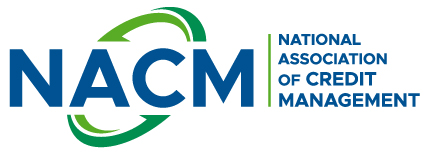 NACM
NATIONAL
ASSOCIATION
OF CREDIT
MANAGEMENT